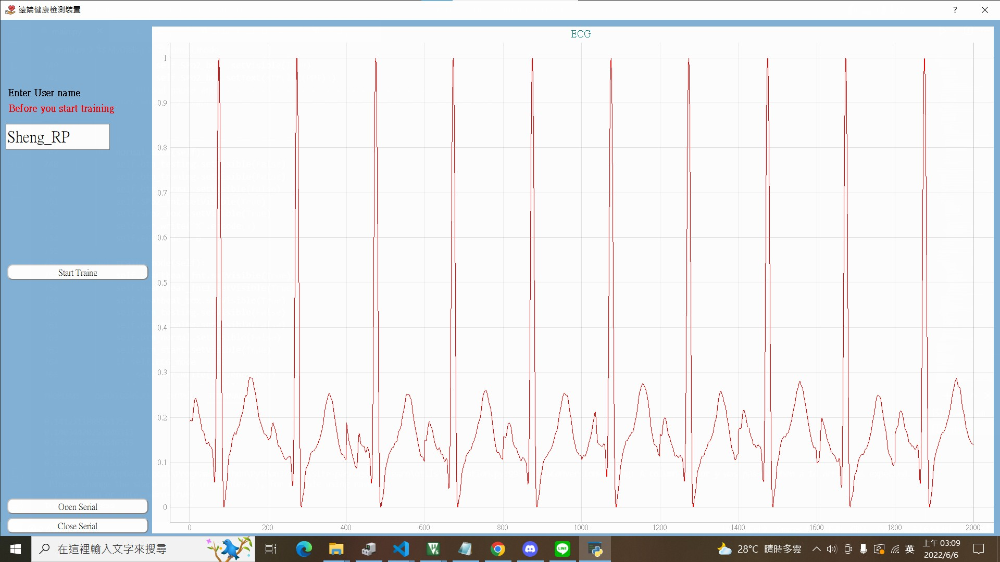 遠端健康檢測裝置
?
ECG
Enter User name
Before you start training
Sheng_RP
Start Traing
Open Serial
Close Serial
1
0.9
0.8
0.7
0.6
0.5
0.4
0.3
0.2
0.1
0
0 200 400 600 800 1000 1200 1400 1600 1800 2000
在這裡輸入文字來搜尋
LINE
28°C 晴時多雲
英
上午 03:09
2022/6/6